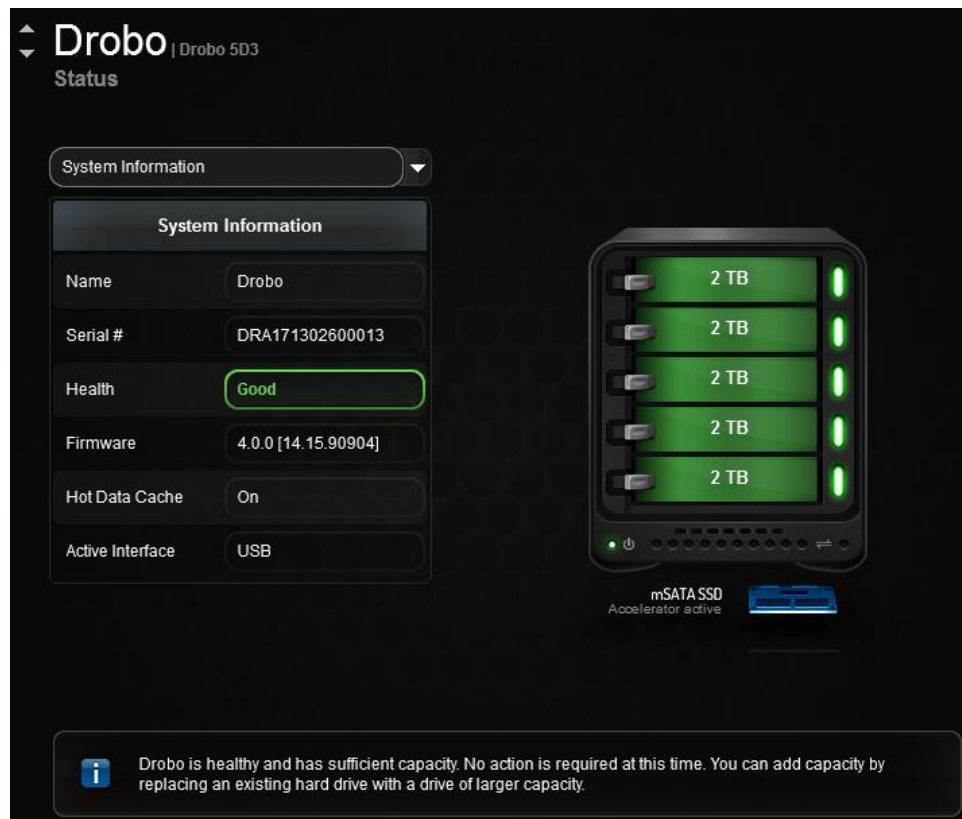 Drobo | Drobo 5D3
Status
System Information
System Information
Name Drobo
Serial # DRA171302600013
Health Good
Firmware 4.0.0 [14.15.90904]
Hot Data Cache On
Active Interface USB
2 TB
2 TB
2 TB
2 TB
2 TB
mSATA SSD
Accelerator active
Drobo is healthy and has sufficient capacity. No action is required at this time. You can add capacity by
replacing an existing hard drive with a drive of larger capacity.